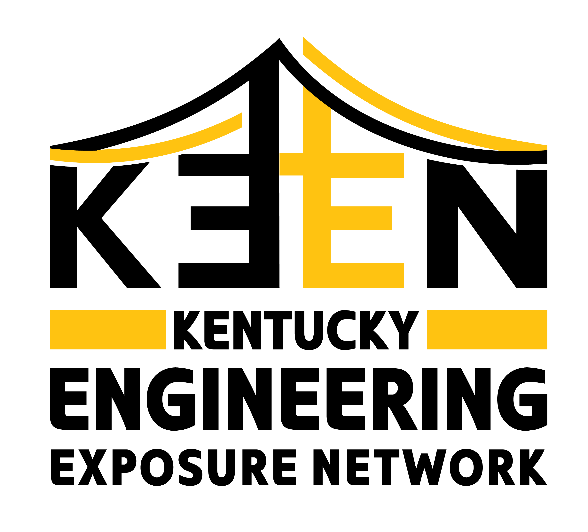 KEEN
KENTUCKY
ENGINEERING
EXPOSURE NETWORK